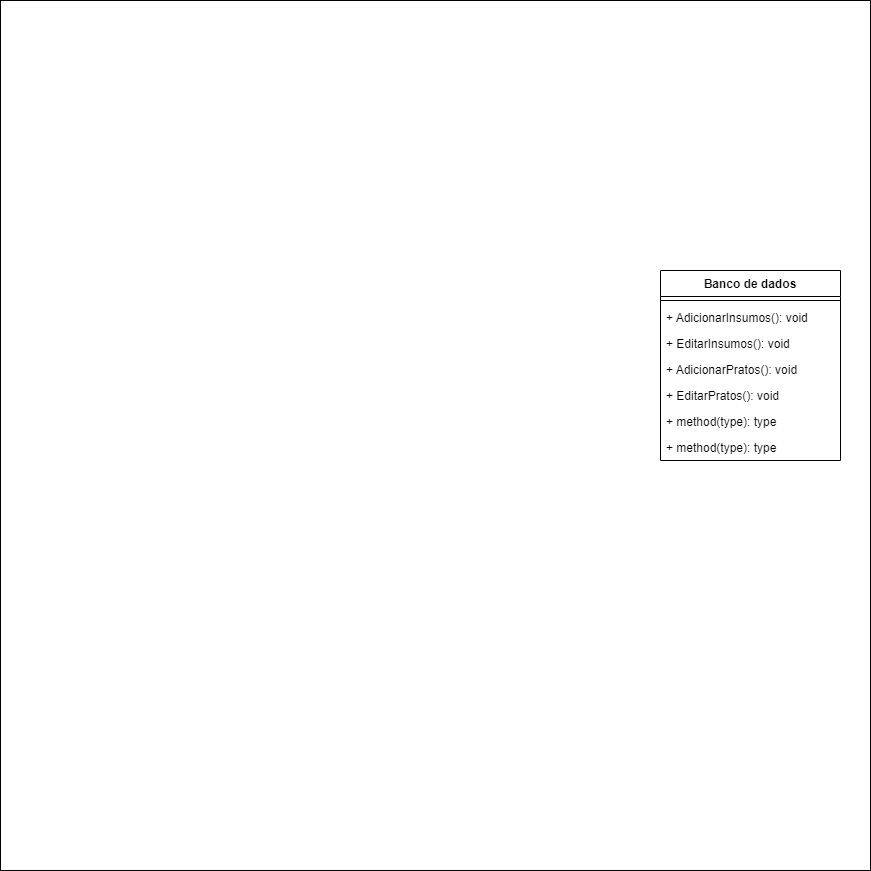 Banco de dados
+ AdicionarInsumos(): void
+ EditarInsumos(): void
+ AdicionarPratos(): void
+ EditarPratos(): void
+ method(type): type
+ method(type): type